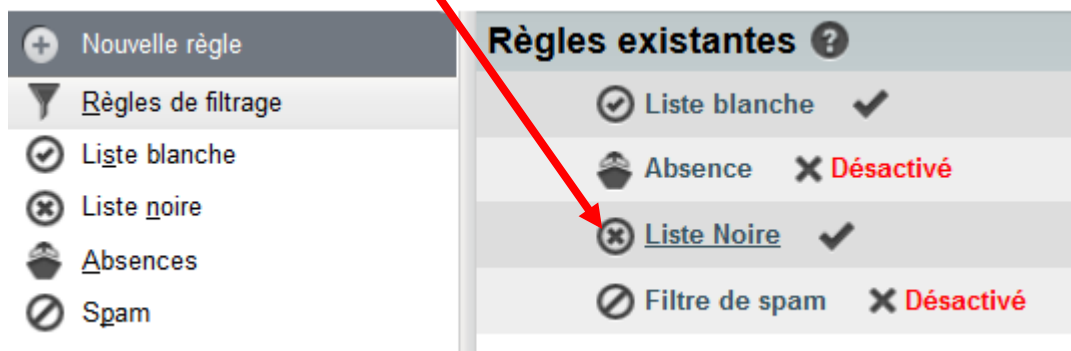 Nouvelle règle
Règles de filtrage
Liste blanche
Liste noire
Absences
Spam
Règles existantes ?
Liste blanche
Absence Désactivé
Liste Noire
Filtre de spam Désactivé